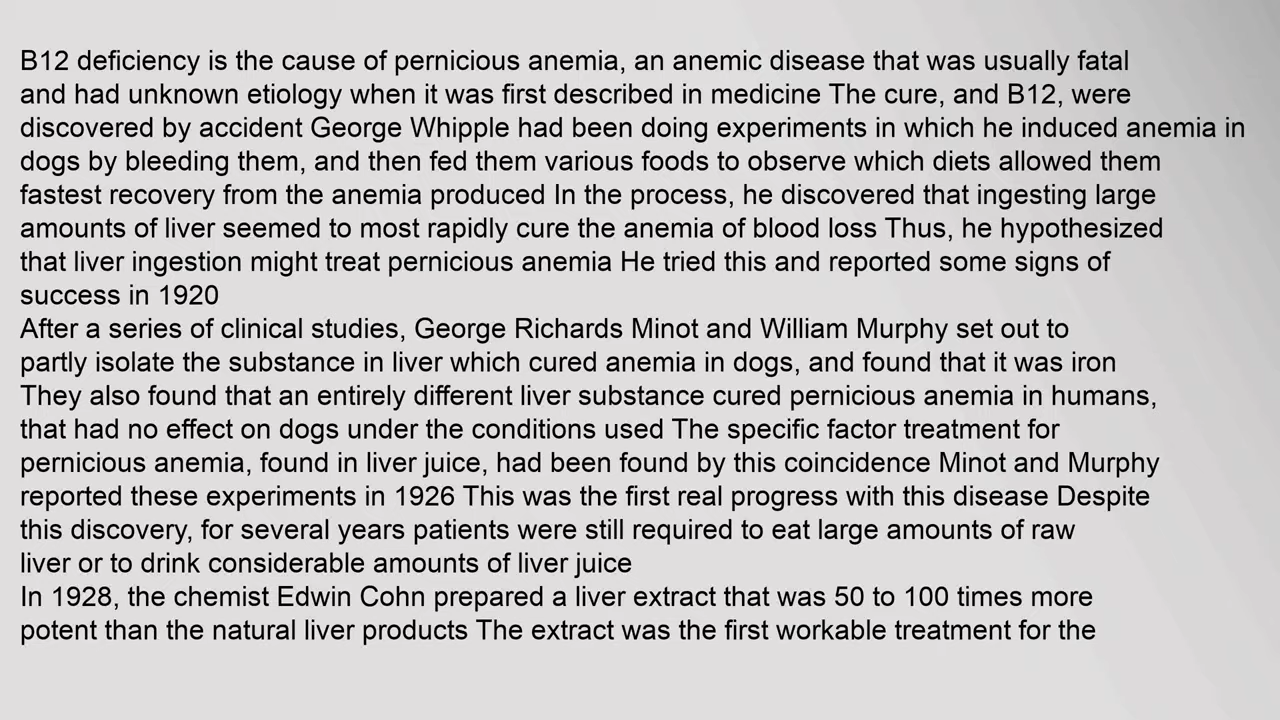 B12 deficiency is the cause of pernicious anemia, an anemic disease that was usually fatal
and had unknown etiology when it was first described in medicine The cure, and B12, were
discovered by accident George Whipple had been doing experiments in which he induced anemia in
dogs by bleeding them, and then fed them various foods to observe which diets allowed them
fastest recovery from the anemia produced In the process, he discovered that ingesting large
amounts of liver seemed to most rapidly cure the anemia of blood loss Thus, he hypothesized
that liver ingestion might treat pernicious anemia He tried this and reported some signs of
success in 1920
After a series of clinical studies, George Richards Minot and William Murphy set out to
partly isolate the substance in liver which cured anemia in dogs, and found that it was iron
They also found that an entirely different liver substance cured pernicious anemia in humans,
that had no effect on dogs under the conditions used The specific factor treatment for
pernicious anemia, found in liver juice, had been found by this coincidence Minot and Murphy
reported these experiments in 1926 This was the first real progress with this disease Despite
this discovery, for several years patients were still required to eat large amounts of raw
liver or to drink considerable amounts of liver juice
In 1928, the chemist Edwin Cohn prepared a liver extract that was 50 to 100 times more
potent than the natural liver products The extract was the first workable treatment for the